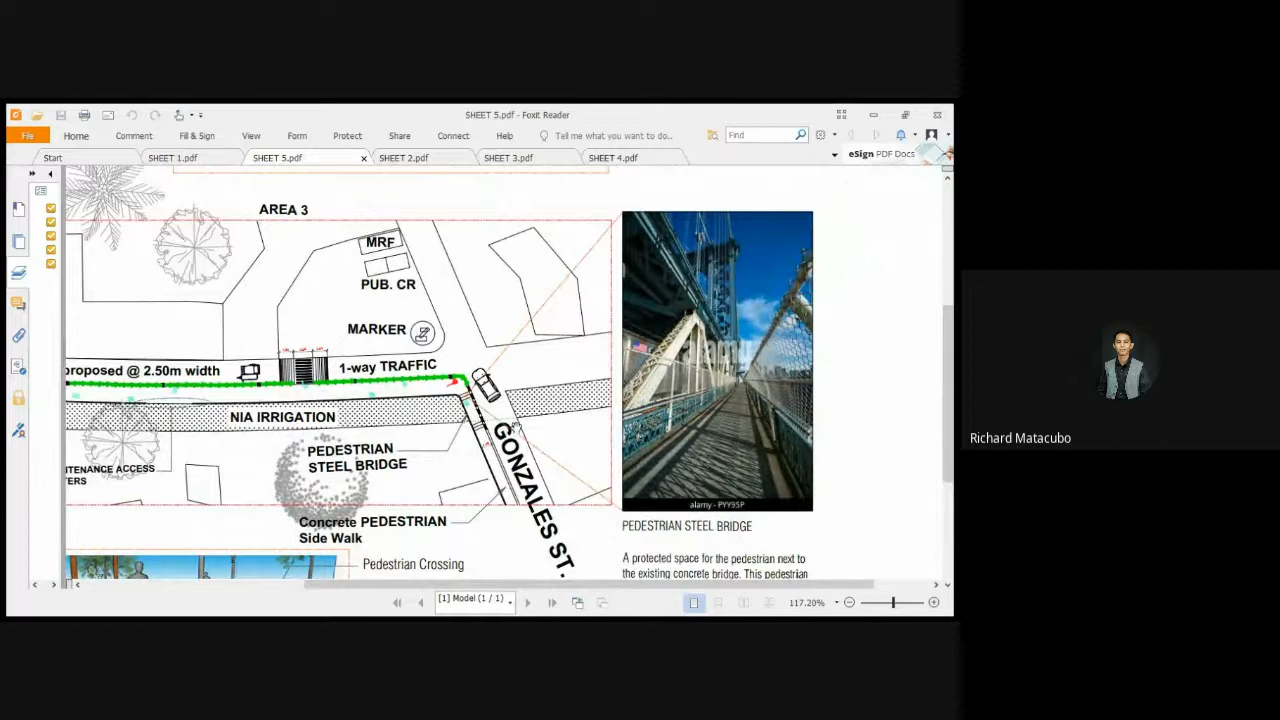 SHEET 5.pdf - Foxit Reader
File Home Comment Fill & Sign View Form Protect Share Connect Help Tell me what you want to do... Find
Start SHEET 1.pdf SHEET 5.pdf SHEET 2.pdf SHEET 3.pdf SHEET 4.pdf eSign PDF Docs
AREA 3
MRF
PUB. CR
MARKER
proposed @ 2.50m width
1-way TRAFFIC
NIA IRRIGATION
PEDESTRIAN
STEEL BRIDGE
NTENANCE ACCESS
TERS
GONZALES ST.
Concrete PEDESTRIAN
Side Walk
Pedestrian Crossing
alamy - PYY95P
PEDESTRIAN STEEL BRIDGE
A protected space for the pedestrian next to
the existing concrete bridge. This pedestrian
[1] Model (1 / 1)
117.20%
Richard Matacubo